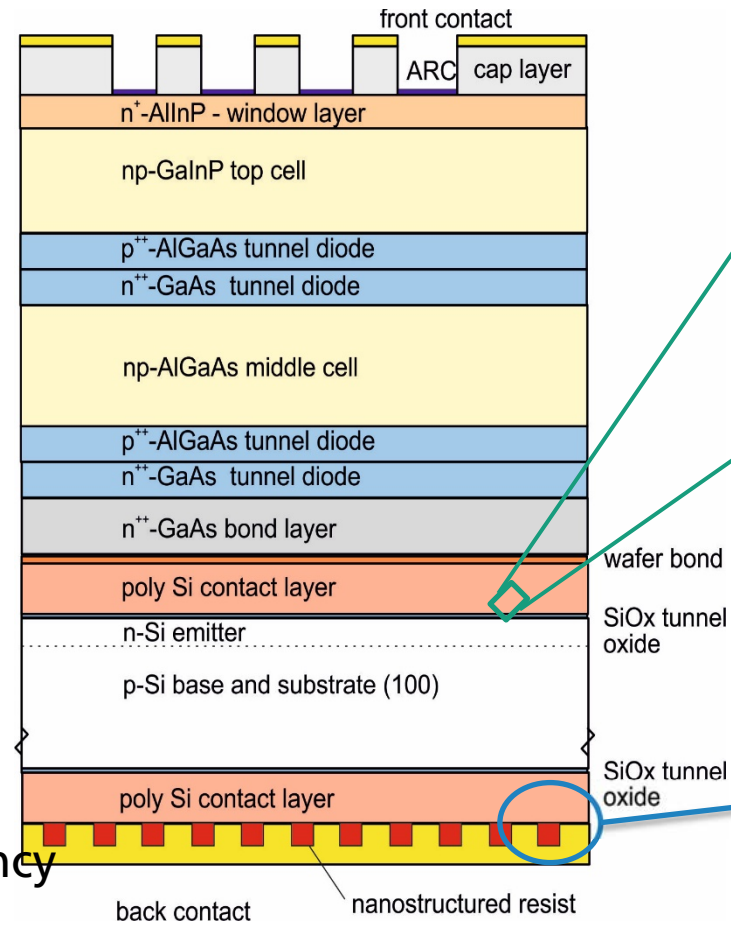 front contact
ARC cap layer
n⁺-AlInP - window layer
np-GaInP top cell
p⁺⁺-AlGaAs tunnel diode
n⁺⁺-GaAs tunnel diode
np-AlGaAs middle cell
p⁺⁺-AlGaAs tunnel diode
n⁺⁺-GaAs tunnel diode
n⁺⁺-GaAs bond layer
wafer bond
poly Si contact layer
SiOx tunnel
oxide
n-Si emitter
p-Si base and substrate (100)
SiOx tunnel
oxide
poly Si contact layer
ncy
nanostructured resist
back contact